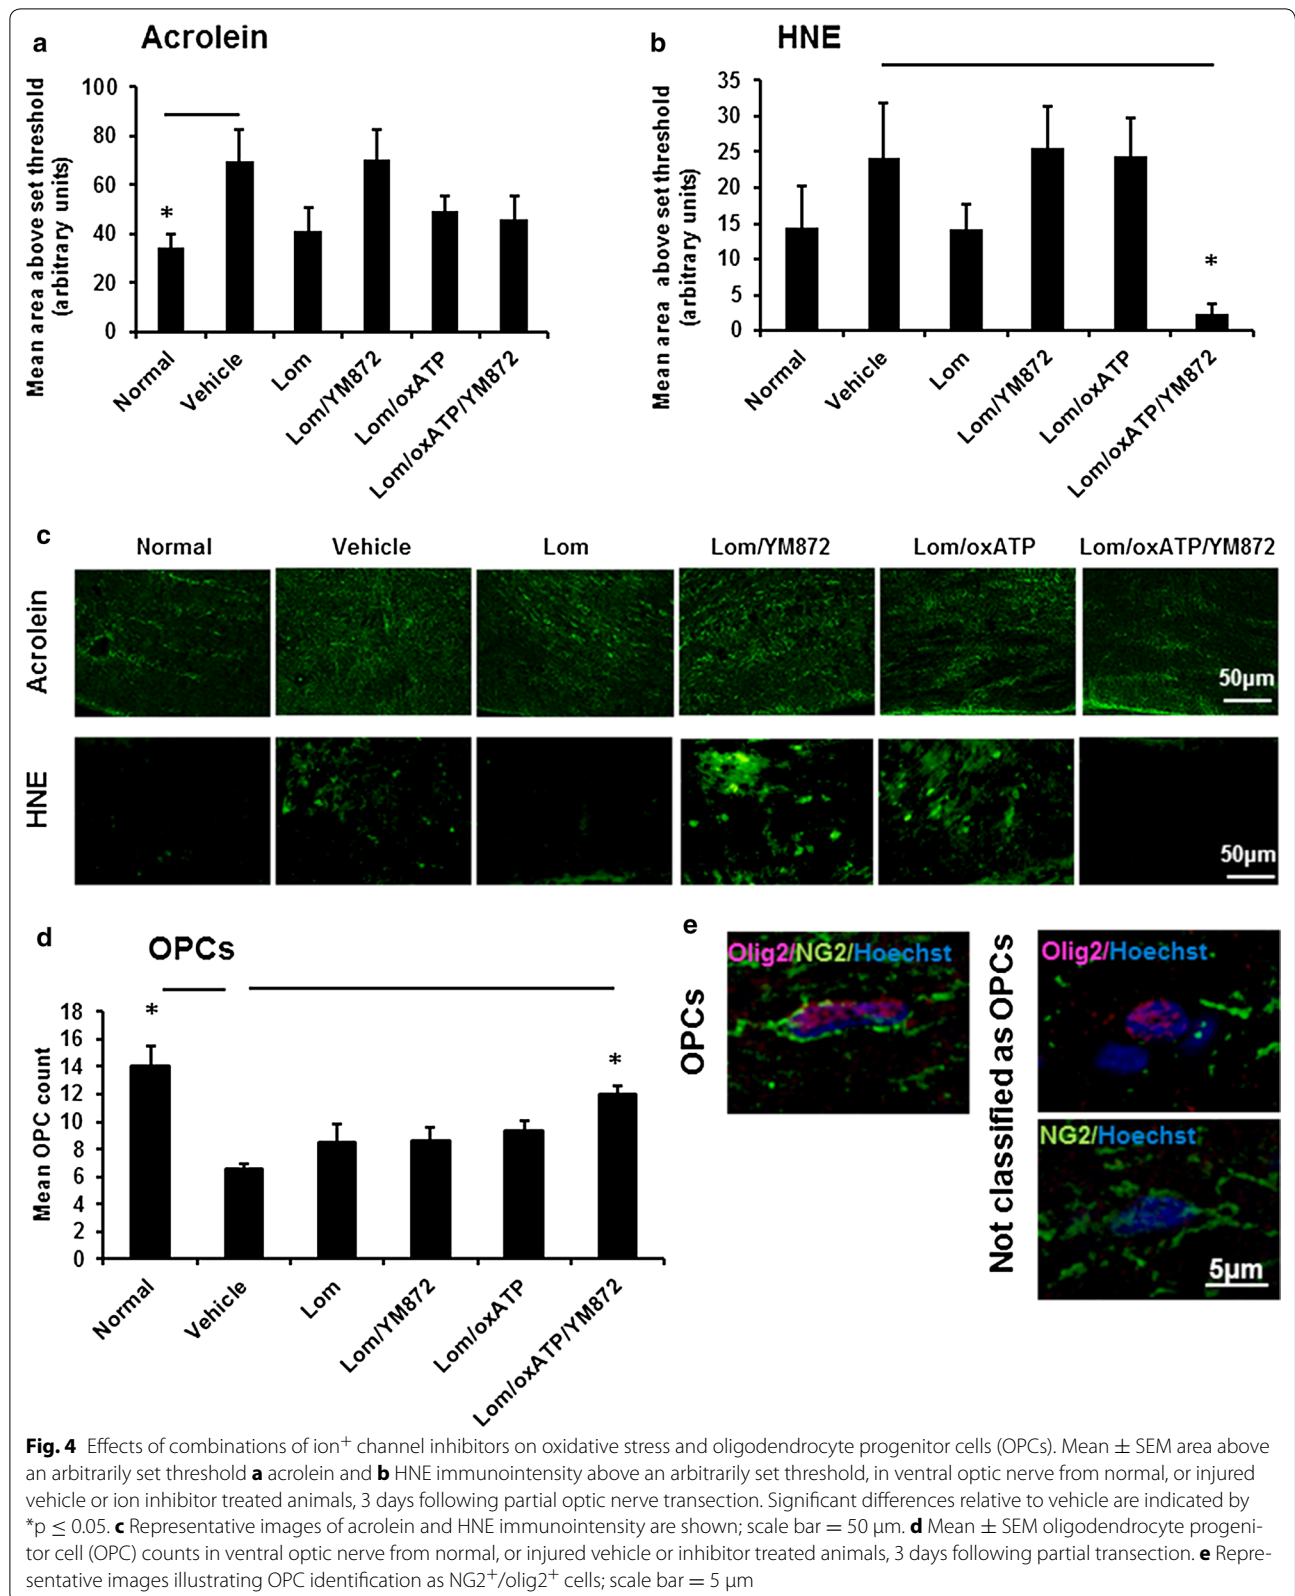 a
Acrolein
Mean area above set threshold
(arbitrary units)
100
80
60
40
20
0
*
Normal
Vehicle
Lom
Lom/YM872
Lom/oxATP
Lom/oxATP/YM872
b
HNE
Mean area above set threshold
(arbitrary units)
35
30
25
20
15
10
5
0
*
Normal
Vehicle
Lom
Lom/YM872
Lom/oxATP
Lom/oxATP/YM872
c
Normal Vehicle Lom Lom/YM872 Lom/oxATP Lom/oxATP/YM872
Acrolein
50µm
HNE
50µm
d
OPCs
Mean OPC count
18
16
14
12
10
8
6
4
2
0
*
*
Normal
Vehicle
Lom
Lom/YM872
Lom/oxATP
Lom/oxATP/YM872
e
OPCs
Olig2/NG2/Hoechst
Not classified as OPCs
Olig2/Hoechst
NG2/Hoechst
5µm
Fig. 4 Effects of combinations of ion⁺ channel inhibitors on oxidative stress and oligodendrocyte progenitor cells (OPCs). Mean ± SEM area above
an arbitrarily set threshold a acrolein and b HNE immunointensity above an arbitrarily set threshold, in ventral optic nerve from normal, or injured
vehicle or ion inhibitor treated animals, 3 days following partial optic nerve transection. Significant differences relative to vehicle are indicated by
*p ≤ 0.05. c Representative images of acrolein and HNE immunointensity are shown; scale bar = 50 µm. d Mean ± SEM oligodendrocyte progeni-
tor cell (OPC) counts in ventral optic nerve from normal, or injured vehicle or inhibitor treated animals, 3 days following partial transection. e Repre-
sentative images illustrating OPC identification as NG2⁺/olig2⁺ cells; scale bar = 5 µm